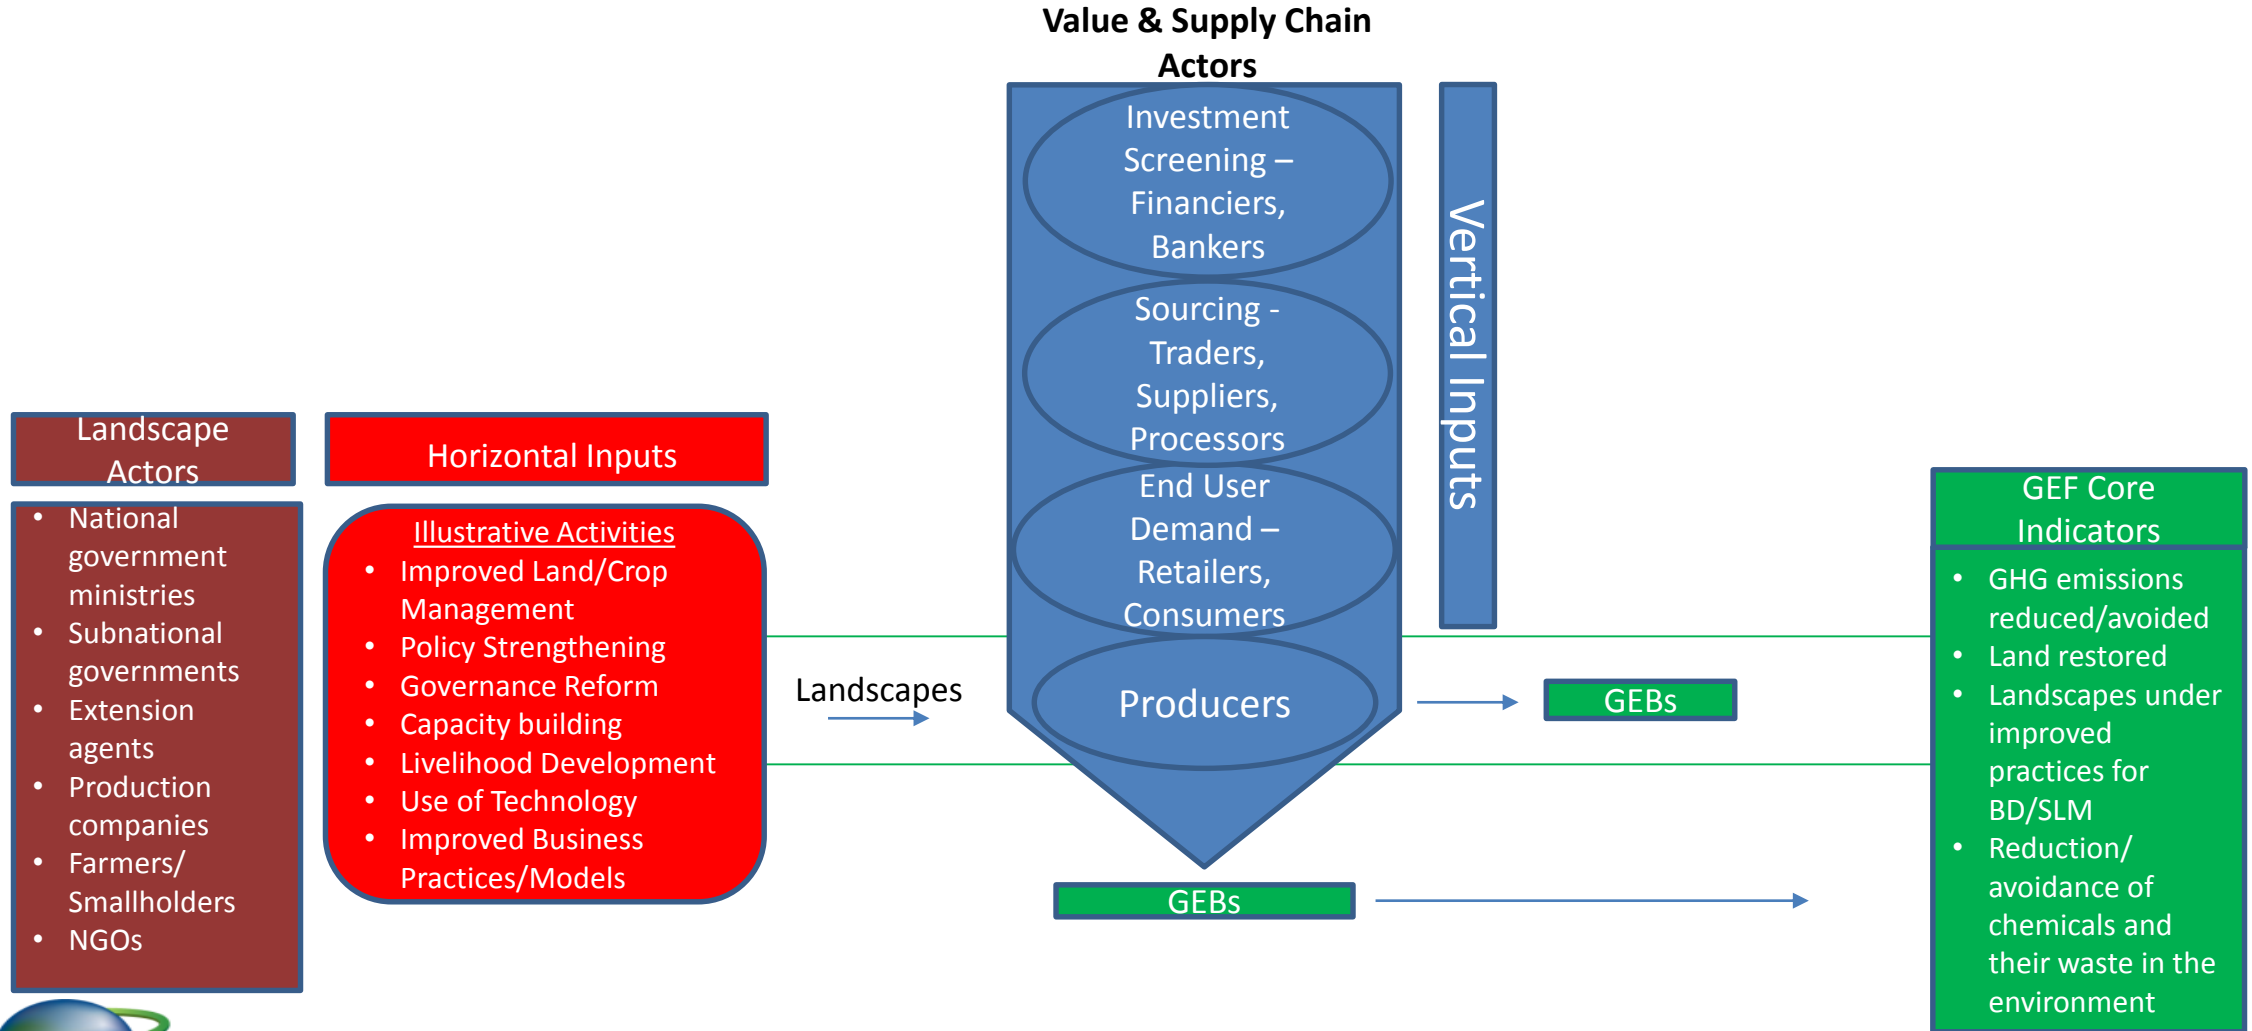 Value & Supply Chain
Actors
Investment
Screening –
Financiers,
Bankers
Sourcing -
Traders,
Suppliers,
Processors
End User
Demand –
Retailers,
Consumers
Producers
Vertical Inputs
Landscape
Actors
• National
government
ministries
• Subnational
governments
• Extension
agents
• Production
companies
• Farmers/
Smallholders
• NGOs
Horizontal Inputs
Illustrative Activities
• Improved Land/Crop
Management
• Policy Strengthening
• Governance Reform
• Capacity building
• Livelihood Development
• Use of Technology
• Improved Business
Practices/Models
Landscapes
GEBs
GEBs
GEF Core
Indicators
• GHG emissions
reduced/avoided
• Land restored
• Landscapes under
improved
practices for
BD/SLM
• Reduction/
avoidance of
chemicals and
their waste in the
environment